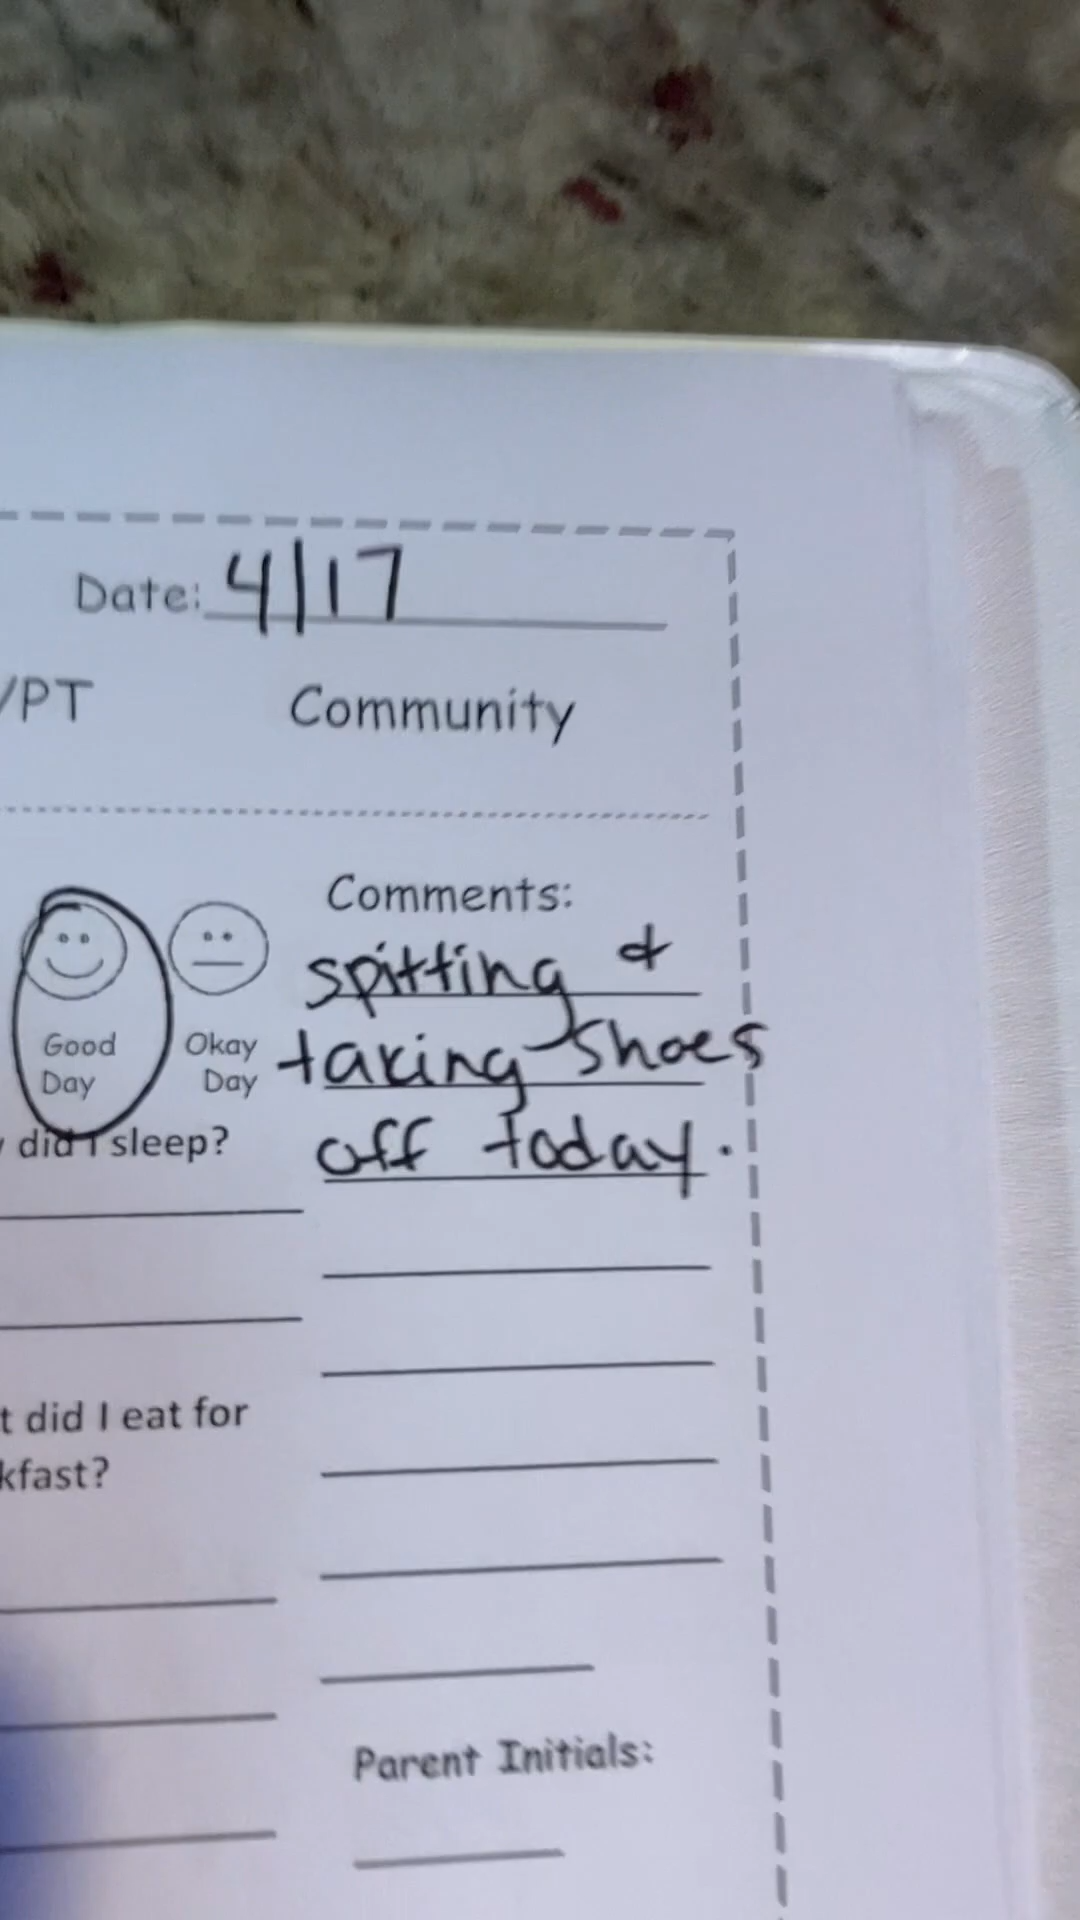 Date: 4/17
/PT Community
Comments:
spitting &
taking shoes
off today.
Good Day
Okay Day
did I sleep?
did I eat for
Parent Initials: